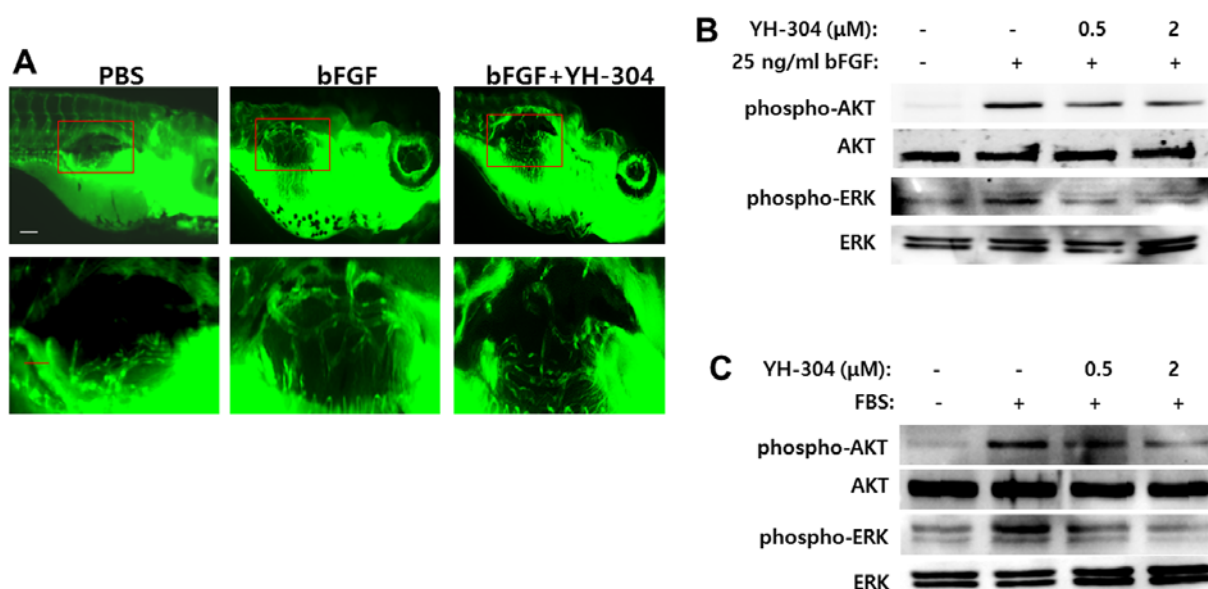 A
PBS bFGF bFGF+YH-304
B
YH-304 (μM): - - 0.5 2
25 ng/ml bFGF: - + + +
phospho-AKT
AKT
phospho-ERK
ERK
C
YH-304 (μM): - - 0.5 2
FBS: - + + +
phospho-AKT
AKT
phospho-ERK
ERK